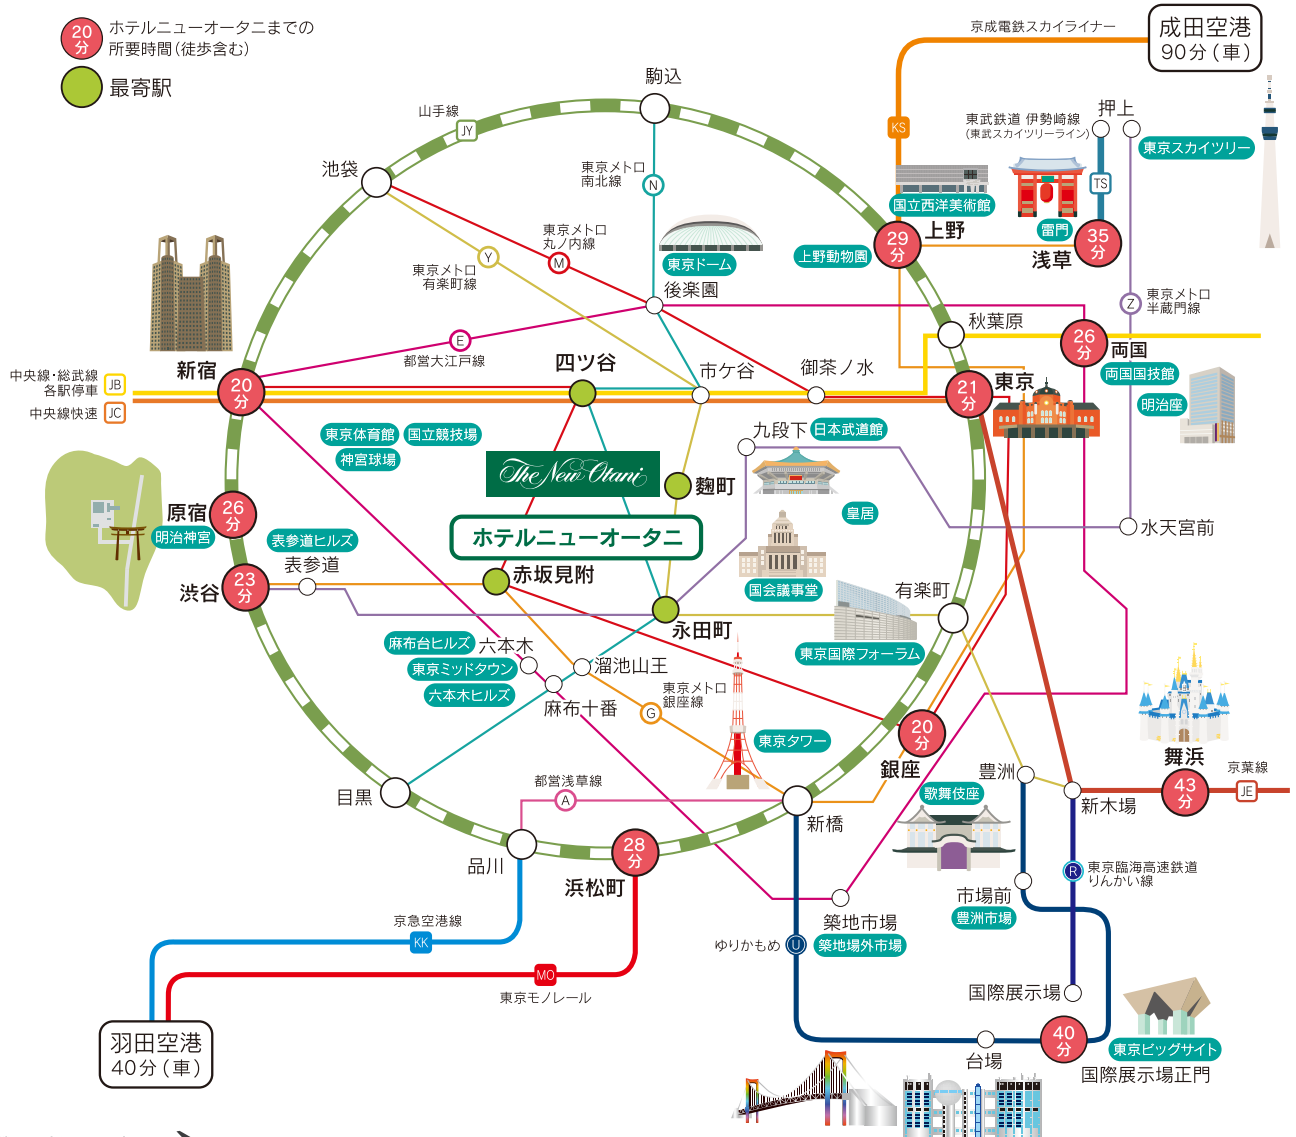 20分
ホテルニューオータニまでの
所要時間(徒歩含む)
最寄駅
京成電鉄スカイライナー
成田空港
90分(車)
KS
山手線
JY
駒込
池袋
東京メトロ
南北線
N
東武鉄道 伊勢崎線
(東武スカイツリーライン)
押上
東京スカイツリー
TS
国立西洋美術館
上野
29分
上野動物園
雷門
浅草
35分
東京メトロ
丸ノ内線
M
東京メトロ
有楽町線
Y
東京ドーム
後楽園
東京メトロ
半蔵門線
Z
都営大江戸線
E
秋葉原
26分
両国
両国国技館
明治座
新宿
20分
中央線・総武線
各駅停車
JB
中央線快速
JC
四ツ谷
市ケ谷
御茶ノ水
21分
東京
東京体育館
国立競技場
神宮球場
九段下
日本武道館
The New Otani
麹町
皇居
水天宮前
原宿
26分
明治神宮
ホテルニューオータニ
表参道ヒルズ
表参道
渋谷
23分
赤坂見附
国会議事堂
有楽町
永田町
東京国際フォーラム
麻布台ヒルズ
六本木
東京ミッドタウン
六本木ヒルズ
溜池山王
麻布十番
東京メトロ
銀座線
G
東京タワー
20分
銀座
舞浜
43分
京葉線
JE
目黒
都営浅草線
A
新橋
歌舞伎座
豊洲
新木場
品川
28分
浜松町
東京臨海高速鉄道
りんかい線
R
市場前
豊洲市場
築地市場
築地場外市場
京急空港線
KK
ゆりかもめ
U
東京モノレール
MO
国際展示場
羽田空港
40分(車)
台場
40分
東京ビッグサイト
国際展示場正門